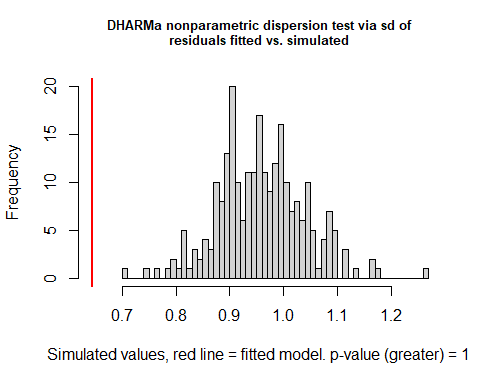 DHARMa nonparametric dispersion test via sd of
residuals fitted vs. simulated
Frequency
20
15
10
5
0
0.7 0.8 0.9 1.0 1.1 1.2
Simulated values, red line = fitted model. p-value (greater) = 1